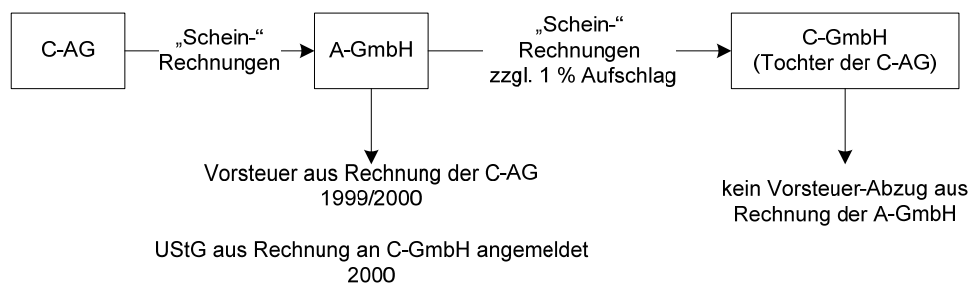 C-AG
„Schein-“
Rechnungen
A-GmbH
„Schein-“
Rechnungen
zzgl. 1 % Aufschlag
C-GmbH
(Tochter der C-AG)
Vorsteuer aus Rechnung der C-AG
1999/2000
kein Vorsteuer-Abzug aus
Rechnung der A-GmbH
UStG aus Rechnung an C-GmbH angemeldet
2000